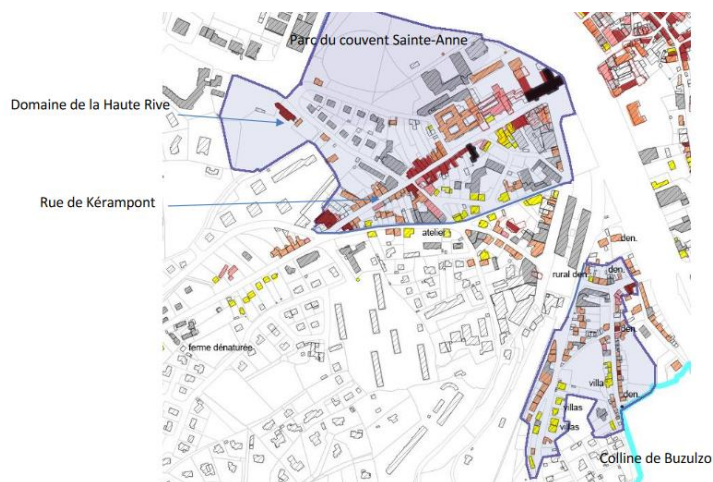 Parc du couvent Sainte-Anne
Domaine de la Haute Rive
Rue de Kérampont
atelier
den.
rural den.
den.
den.
ferme dénaturée
villa
den.
villas
villas
Colline de Buzulzo